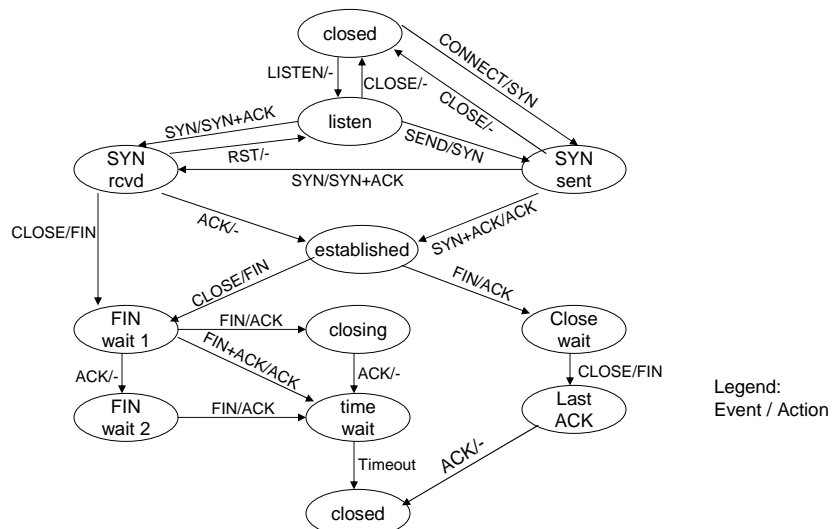 closed
CONNECT/SYN
LISTEN/-
CLOSE/-
CLOSE/-
SYN/SYN+ACK
listen
SEND/SYN
SYN
rcvd
RST/-
SYN
sent
SYN/SYN+ACK
CLOSE/FIN
ACK/-
established
SYN+ACK/ACK
CLOSE/FIN
FIN/ACK
FIN
wait 1
FIN/ACK
closing
Close
wait
FIN+ACK/ACK
ACK/-
ACK/-
CLOSE/FIN
FIN
wait 2
FIN/ACK
time
wait
Last
ACK
Legend:
Event / Action
Timeout
ACK/-
closed